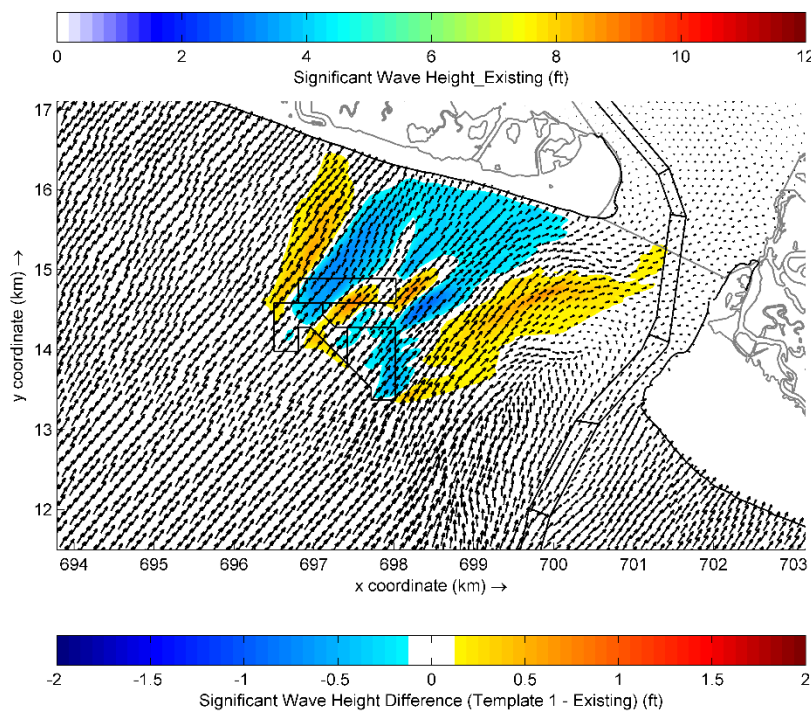 0 2 4 6 8 10 12
Significant Wave Height_Existing (ft)
17
16
15
14
13
12
y coordinate (km) →
694 695 696 697 698 699 700 701 702 703
x coordinate (km) →
-2 -1.5 -1 -0.5 0 0.5 1 1.5 2
Significant Wave Height Difference (Template 1 - Existing) (ft)